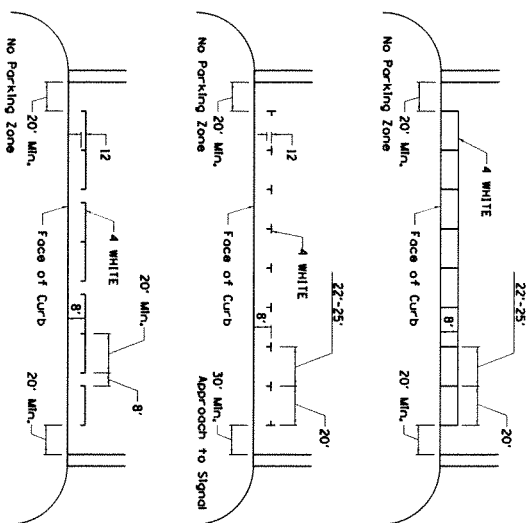 4 WHITE
22'-25'
20'
8'
20' Min.
Face of Curb
20' Min.
No Parking Zone
12
4 WHITE
22'-25'
20'
8'
20' Min.
Face of Curb
30' Min.
Approach to Signal
No Parking Zone
12
4 WHITE
20' Min.
8'
8'
20' Min.
Face of Curb
20' Min.
No Parking Zone